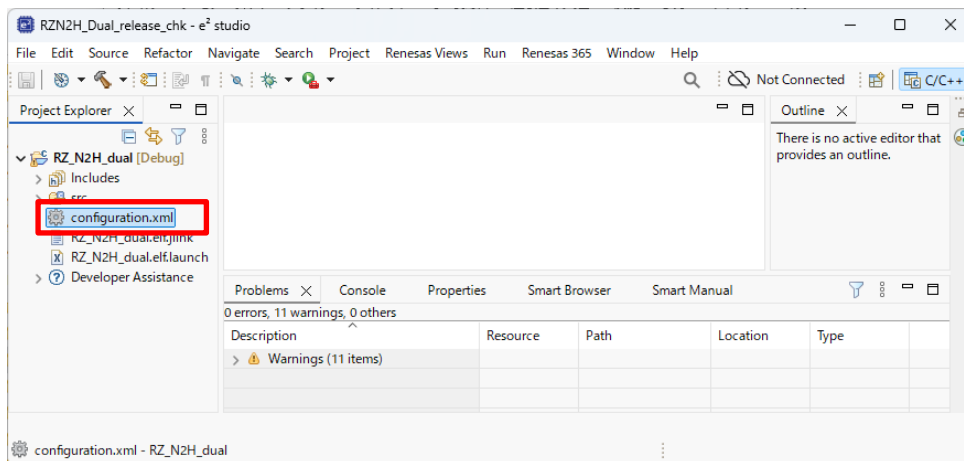 RZN2H_Dual_release_chk - e² studio
File Edit Source Refactor Navigate Search Project Renesas Views Run Renesas 365 Window Help
Not Connected
C/C++
Project Explorer
RZ_N2H_dual [Debug]
Includes
src
configuration.xml
RZ_N2H_dual.elf.jlink
RZ_N2H_dual.elf.launch
Developer Assistance
Outline
There is no active editor that
provides an outline.
Problems Console Properties Smart Browser Smart Manual
0 errors, 11 warnings, 0 others
Description Resource Path Location Type
Warnings (11 items)
configuration.xml - RZ_N2H_dual